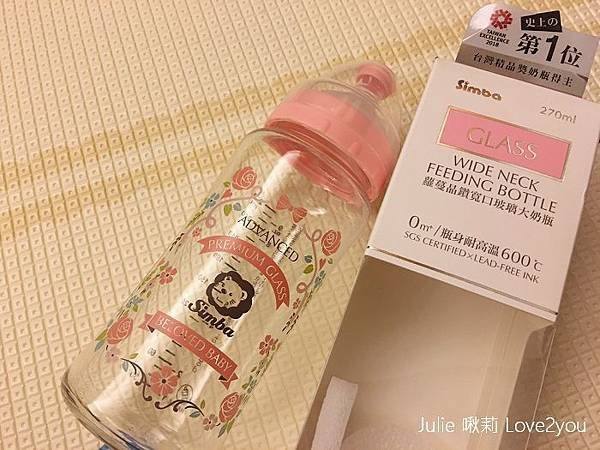 TAIWAN
EXCELLENCE
2018
史上の
第1位
台灣精品獎奶瓶得主
Simba
270ml
GLASS
WIDE NECK
FEEDING BOTTLE
蘿蔓晶鑽寬口玻璃大奶瓶
0m²/瓶身耐高溫600℃
SGS CERTIFIED×LEAD-FREE INK
ADVANCED
PREMIUM GLASS
Simba
BELOVED BABY
Julie 啾莉 Love2you